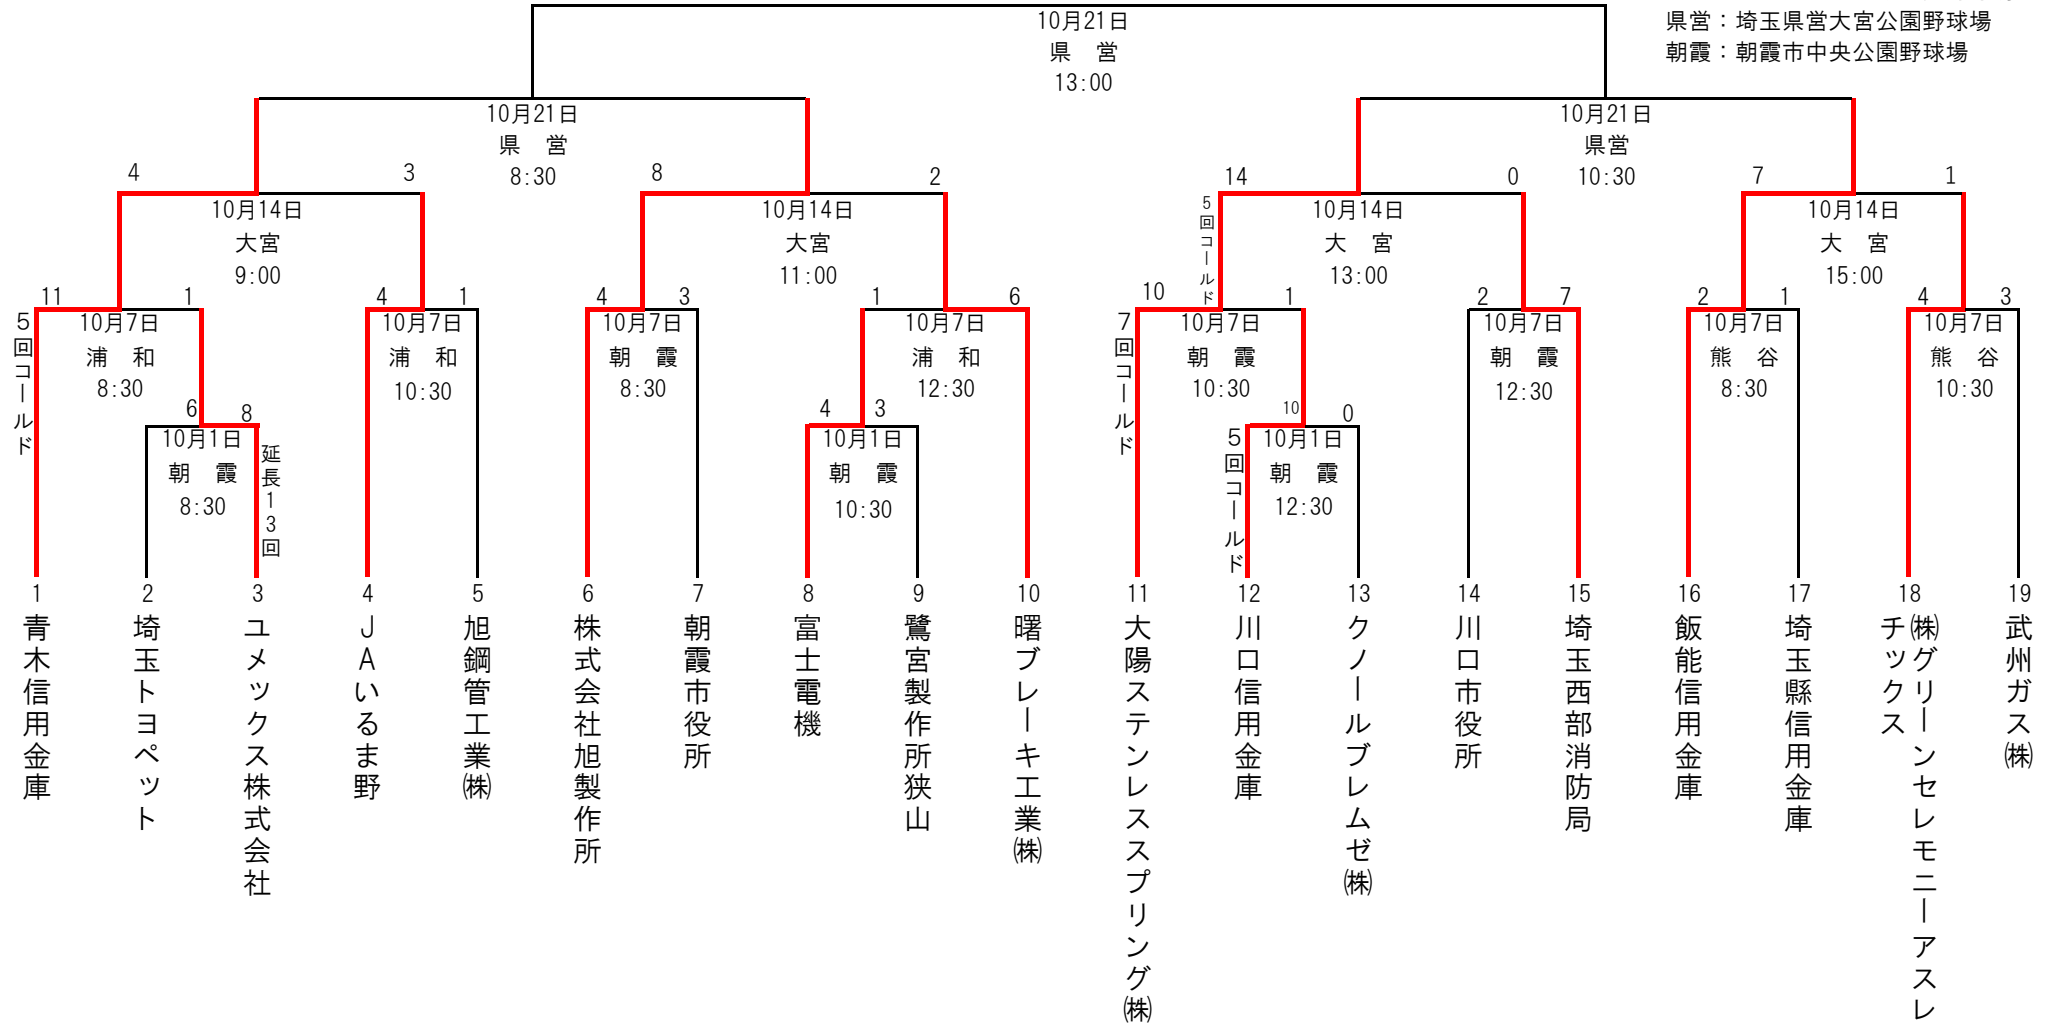 県営：埼玉県営大宮公園野球場
朝霞：朝霞市中央公園野球場
10月21日
県　営
13:00
10月21日
県　営
8:30
10月21日
県営
10:30
4
3
8
2
14
0
7
1
10月14日
大宮
9:00
10月14日
大宮
11:00
5回コールド
10月14日
大　宮
13:00
10月14日
大　宮
15:00
11
1
4
1
4
3
1
6
10
1
2
7
2
1
4
3
5回コールド
10月7日
浦　和
8:30
10月7日
浦　和
10:30
10月7日
朝　霞
8:30
10月7日
浦　和
12:30
7回コールド
10月7日
朝　霞
10:30
10月7日
朝　霞
12:30
10月7日
熊　谷
8:30
10月7日
熊　谷
10:30
6
8
4
3
10
0
10月1日
朝　霞
8:30
延長13回
10月1日
朝　霞
10:30
5回コールド
10月1日
朝　霞
12:30
1
青木信用金庫
2
埼玉トヨペット
3
ユメックス株式会社
4
JAいるま野
5
旭鋼管工業㈱
6
株式会社旭製作所
7
朝霞市役所
8
富士電機
9
鷺宮製作所狭山
10
曙ブレーキ工業㈱
11
大陽ステンレススプリング㈱
12
川口信用金庫
13
クノールブレムゼ㈱
14
川口市役所
15
埼玉西部消防局
16
飯能信用金庫
17
埼玉縣信用金庫
18
㈱グリーンセレモニーアスレ
チックス
19
武州ガス㈱